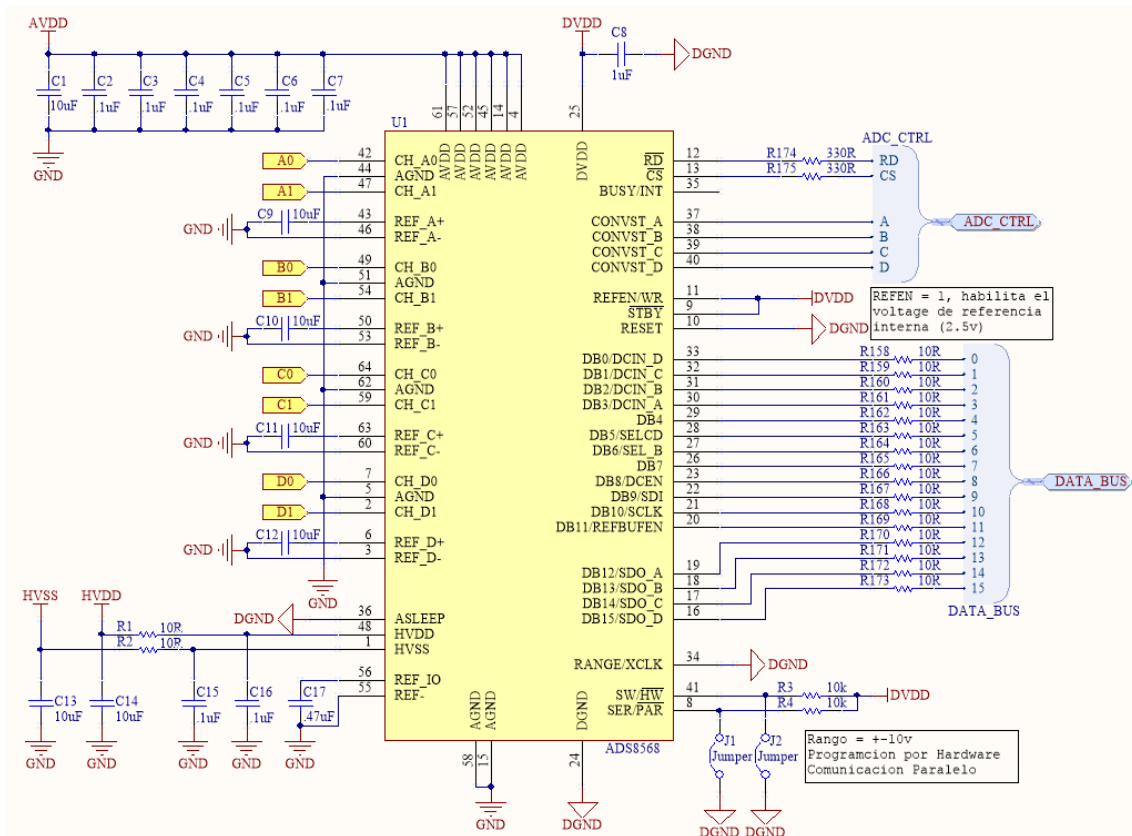 AVDD
C1
10uF
C2
.1uF
C3
.1uF
C4
.1uF
C5
.1uF
C6
.1uF
C7
.1uF
GND
DVDD
C8
1uF
DGND
U1
61
57
52
45
14
4
25
AVDD
AVDD
AVDD
AVDD
AVDD
AVDD
DVDD
A0
42
CH_A0
44
AGND
A1
47
CH_A1
GND
C9
10uF
43
REF_A+
46
REF_A-
B0
49
CH_B0
51
AGND
B1
54
CH_B1
GND
C10
10uF
50
REF_B+
53
REF_B-
C0
64
CH_C0
62
AGND
C1
59
CH_C1
GND
C11
10uF
63
REF_C+
60
REF_C-
D0
7
CH_D0
5
AGND
D1
2
CH_D1
GND
C12
10uF
6
REF_D+
3
REF_D-
GND
HVSS
HVDD
DGND
36
ASLEEP
R1
10R
48
HVDD
R2
10R
1
HVSS
56
REF_IO
55
REF-
C13
10uF
C14
10uF
C15
.1uF
C16
.1uF
C17
.47uF
GND
GND
GND
GND
GND
AGND
AGND
58
15
GND
DGND
24
DGND
ADS8568
RD
12
R174
330R
RD
CS
13
R175
330R
CS
BUSY/INT
35
CONVST_A
37
A
CONVST_B
38
B
CONVST_C
39
C
CONVST_D
40
D
ADC_CTRL
ADC_CTRL
REFEN/WR
11
STBY
9
DVDD
RESET
10
DGND
REFEN = 1, habilita el
voltage de referencia
interna (2.5v)
DB0/DCIN_D
33
R158
10R
0
DB1/DCIN_C
32
R159
10R
1
DB2/DCIN_B
31
R160
10R
2
DB3/DCIN_A
30
R161
10R
3
DB4
29
R162
10R
4
DB5/SELCD
28
R163
10R
5
DB6/SEL_B
27
R164
10R
6
DB7
26
R165
10R
7
DB8/DCEN
23
R166
10R
8
DB9/SDI
22
R167
10R
9
DB10/SCLK
21
R168
10R
10
DB11/REFBUFEN
20
R169
10R
11
R170
10R
12
DB12/SDO_A
19
R171
10R
13
DB13/SDO_B
18
R172
10R
14
DB14/SDO_C
17
R173
10R
15
DB15/SDO_D
16
DATA_BUS
DATA_BUS
RANGE/XCLK
34
DGND
SW/HW
41
R3
10k
DVDD
SER/PAR
8
R4
10k
J1
Jumper
J2
Jumper
DGND
DGND
Rango = +-10v
Programcion por Hardware
Comunicacion Paralelo